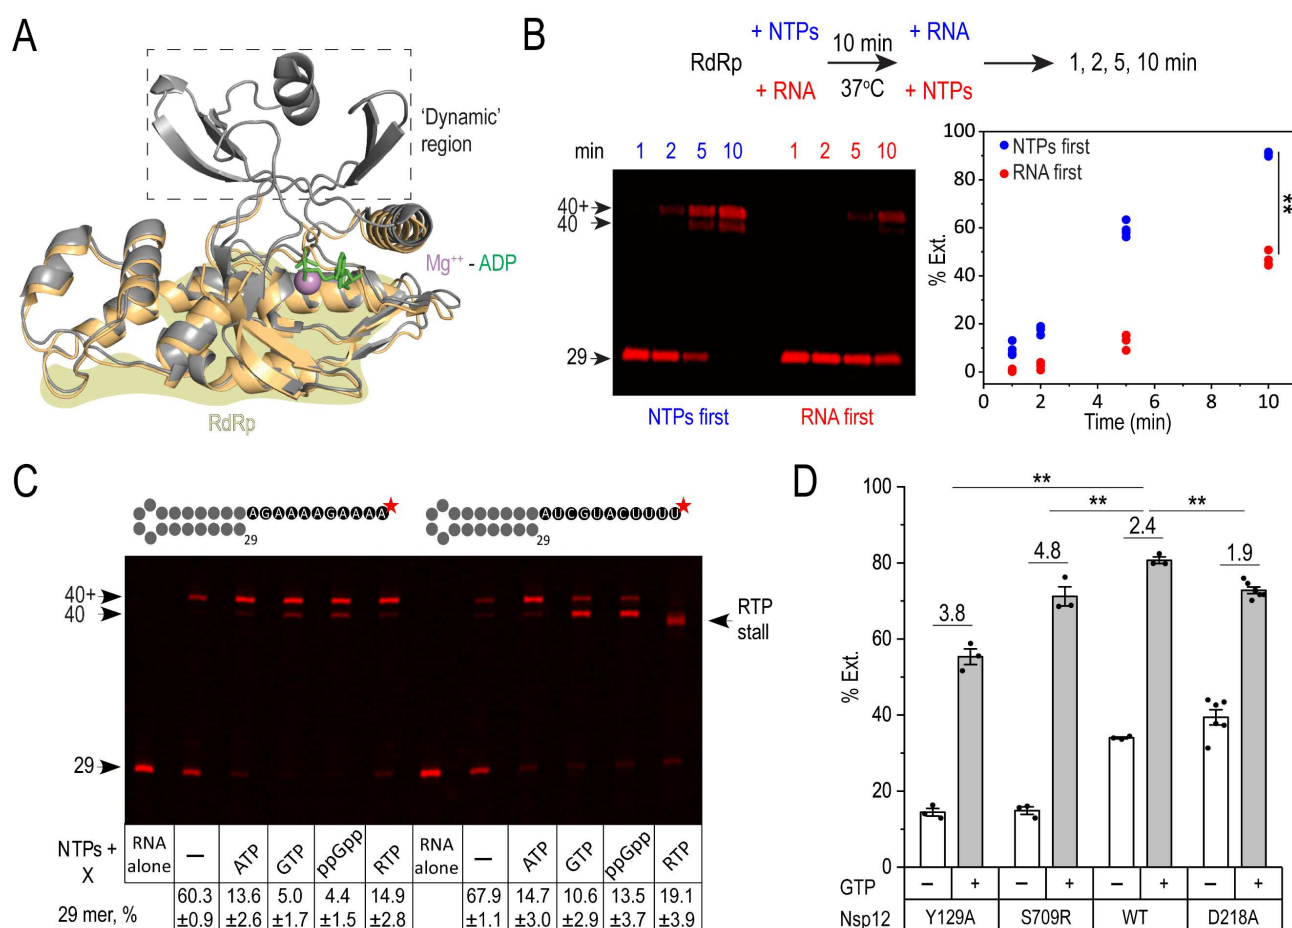 A
'Dynamic'
region
Mg++ - ADP
RdRp
B
+ NTPs
10 min
+ RNA
RdRp
1, 2, 5, 10 min
+ RNA
37oC
+ NTPs
min 1 2 5 10 1 2 5 10
40+
40
29
NTPs first RNA first
100
80
60
40
20
0
% Ext.
NTPs first
RNA first
**
0 2 4 6 8 10
Time (min)
C
AGAAAAGAAAA
29
AUCGUACUUUU
29
40+
40
29
RTP
stall
NTPs +
X
RNA
alone
–
ATP
GTP
ppGpp
RTP
RNA
alone
–
ATP
GTP
ppGpp
RTP
29 mer, %
60.3 13.6 5.0 4.4 14.9 67.9 14.7 10.6 13.5 19.1
±0.9 ±2.6 ±1.7 ±1.5 ±2.8 ±1.1 ±3.0 ±2.9 ±3.7 ±3.9
D
100
80
60
40
20
0
% Ext.
**
** **
3.8 4.8 2.4 1.9
GTP – + – + – + – +
Nsp12 Y129A S709R WT D218A